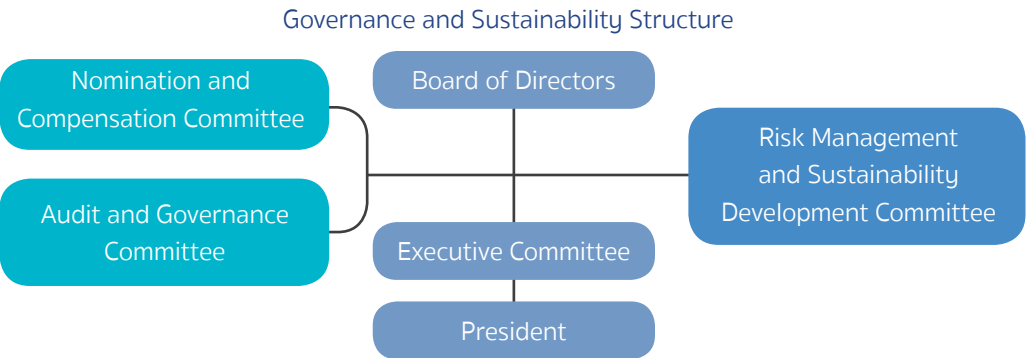 Governance and Sustainability Structure
Nomination and
Compensation Committee
Board of Directors
Risk Management
and Sustainability
Development Committee
Audit and Governance
Committee
Executive Committee
President